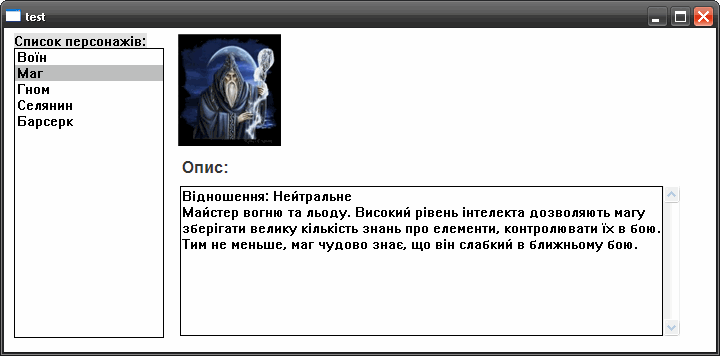 test
Список персонажів:
Воїн
Маг
Гном
Селянин
Барсерк
Опис:
Відношення: Нейтральне
Майстер вогню та льоду. Високий рівень інтелекта дозволяють магу
зберігати велику кількість знань про елементи, контролювати їх в бою.
Тим не меньше, маг чудово знає, що він слабкий в ближньому бою.